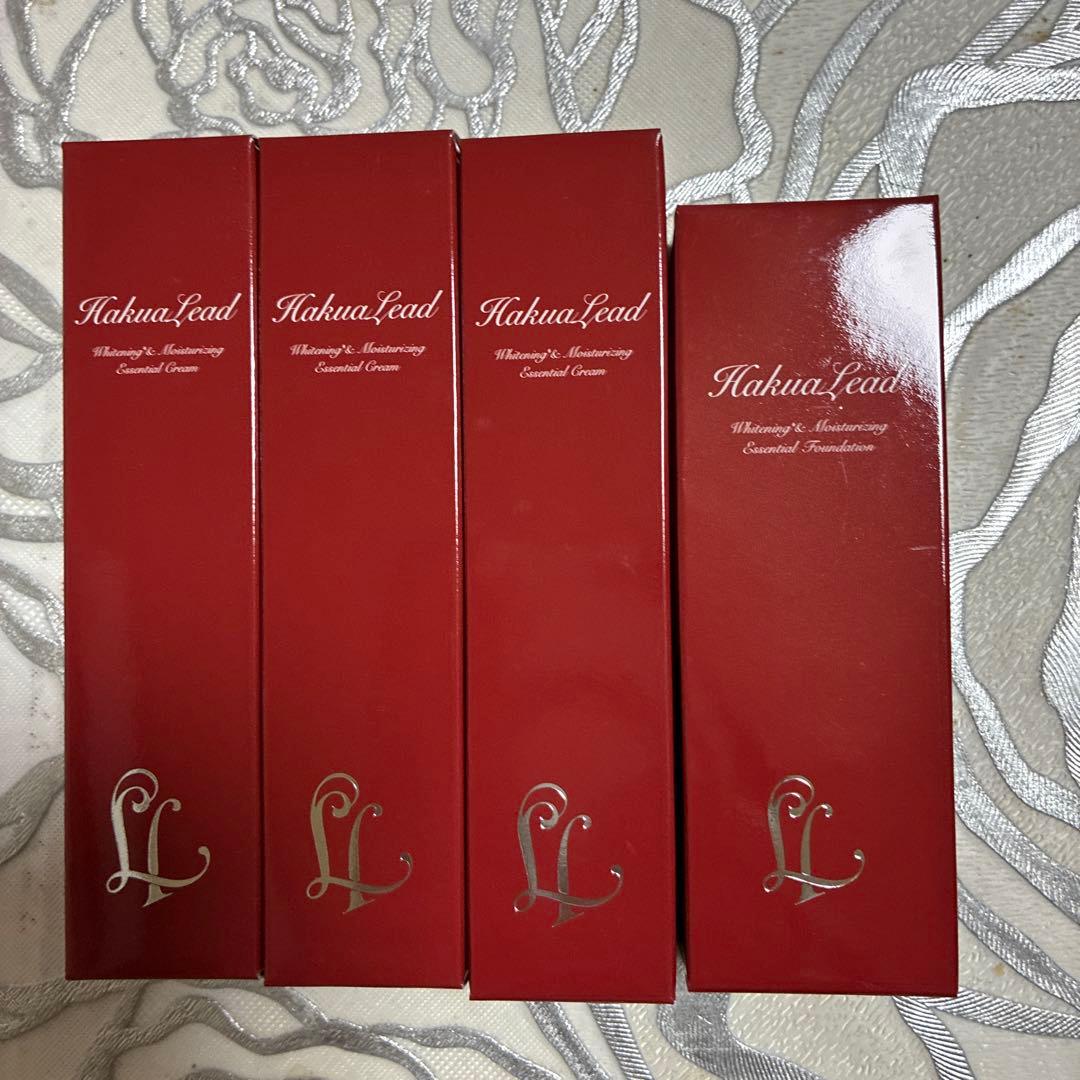 HakuaLead
Whitening*& Moisturizing
Essential Cream
HakuaLead
Whitening*& Moisturizing
Essential Cream
HakuaLead
Whitening*& Moisturizing
Essential Cream
HakuaLead
Whitening*& Moisturizing
Essential Foundation